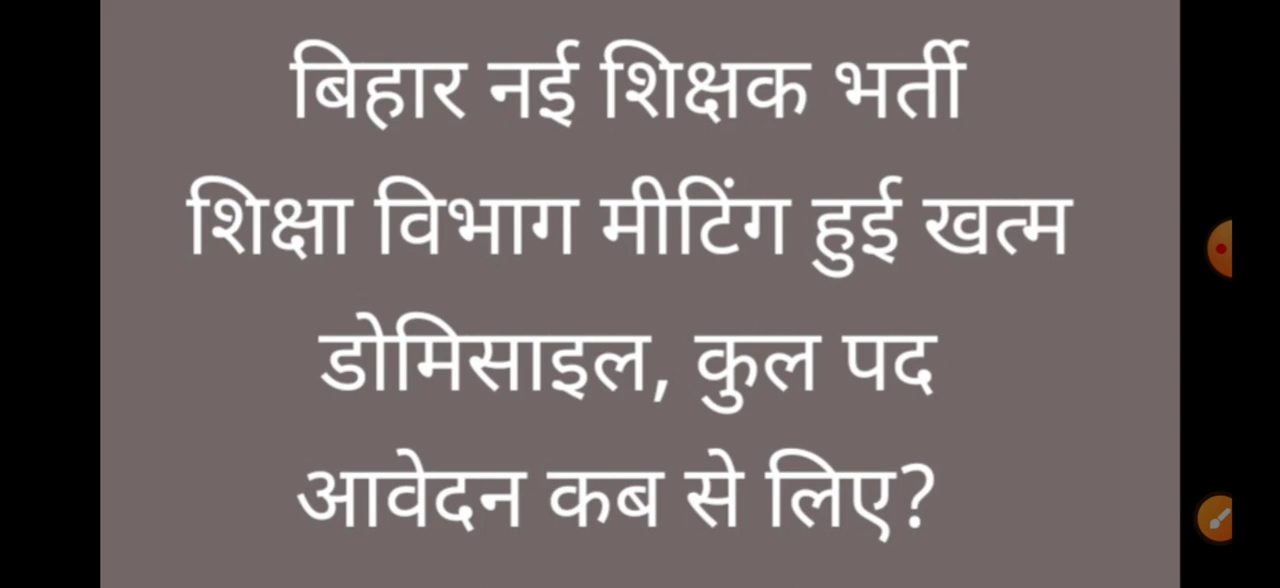 बिहार नई शिक्षक भर्ती
शिक्षा विभाग मीटिंग हुई खत्म
डोमिसाइल, कुल पद
आवेदन कब से लिए?